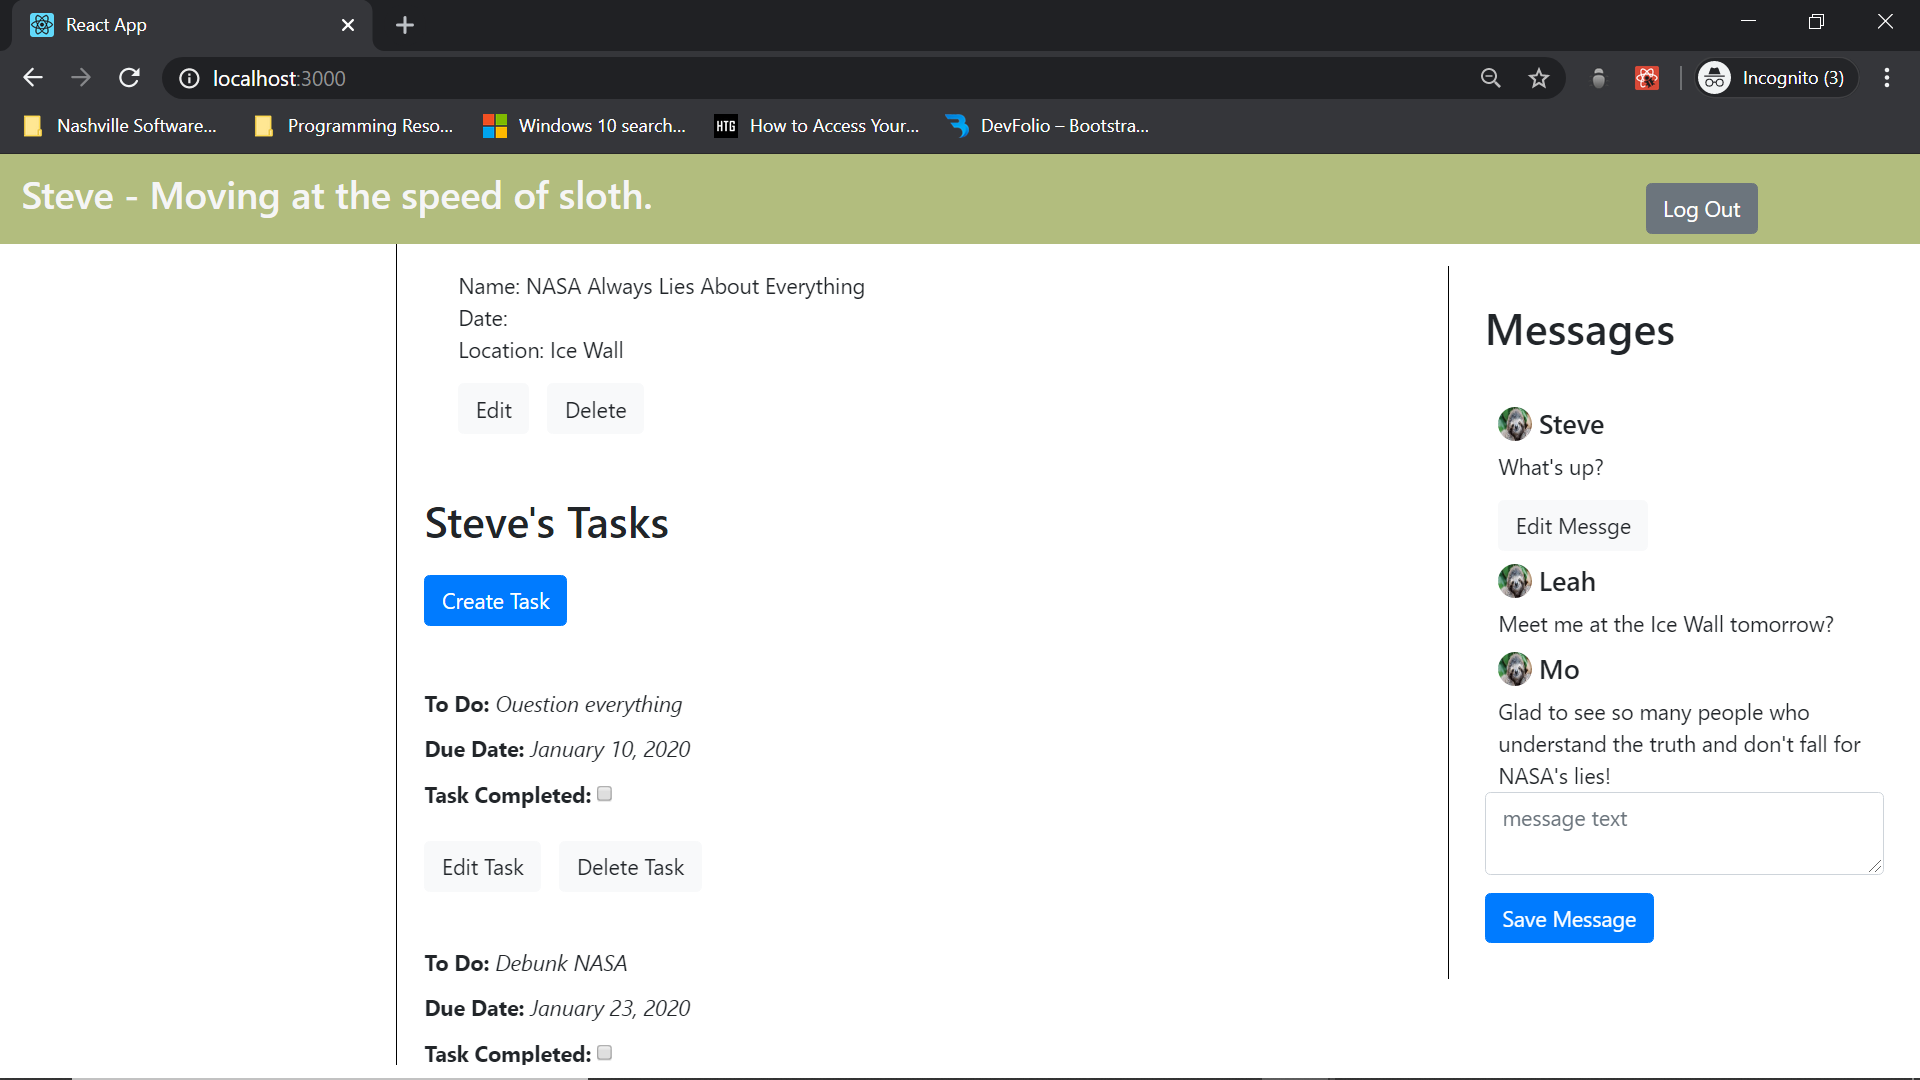 React App
localhost:3000
Incognito (3)
Nashville Software...
Programming Reso...
Windows 10 search...
HTG
How to Access Your...
DevFolio – Bootstra...
Steve - Moving at the speed of sloth.
Log Out
Name: NASA Always Lies About Everything
Date:
Location: Ice Wall
Edit
Delete
Steve's Tasks
Create Task
To Do: Ouestion everything
Due Date: January 10, 2020
Task Completed:
Edit Task
Delete Task
To Do: Debunk NASA
Due Date: January 23, 2020
Task Completed:
Messages
Steve
What's up?
Edit Messge
Leah
Meet me at the Ice Wall tomorrow?
Mo
Glad to see so many people who
understand the truth and don't fall for
NASA's lies!
message text
Save Message